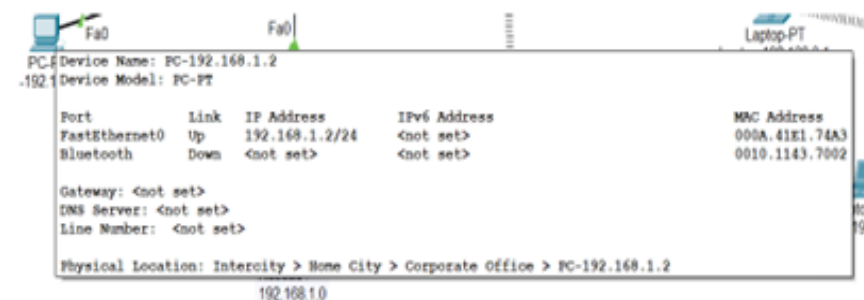 Fa0
Fa0
Laptop-PT
Device Name: PC-192.168.1.2
Device Model: PC-PT
Port Link IP Address IPv6 Address MAC Address
FastEthernet0 Up 192.168.1.2/24 <not set> 000A.41E1.74A3
Bluetooth Down <not set> <not set> 0010.1143.7002
Gateway: <not set>
DNS Server: <not set>
Line Number: <not set>
Physical Location: Intercity > Home City > Corporate Office > PC-192.168.1.2
192.168.1.0